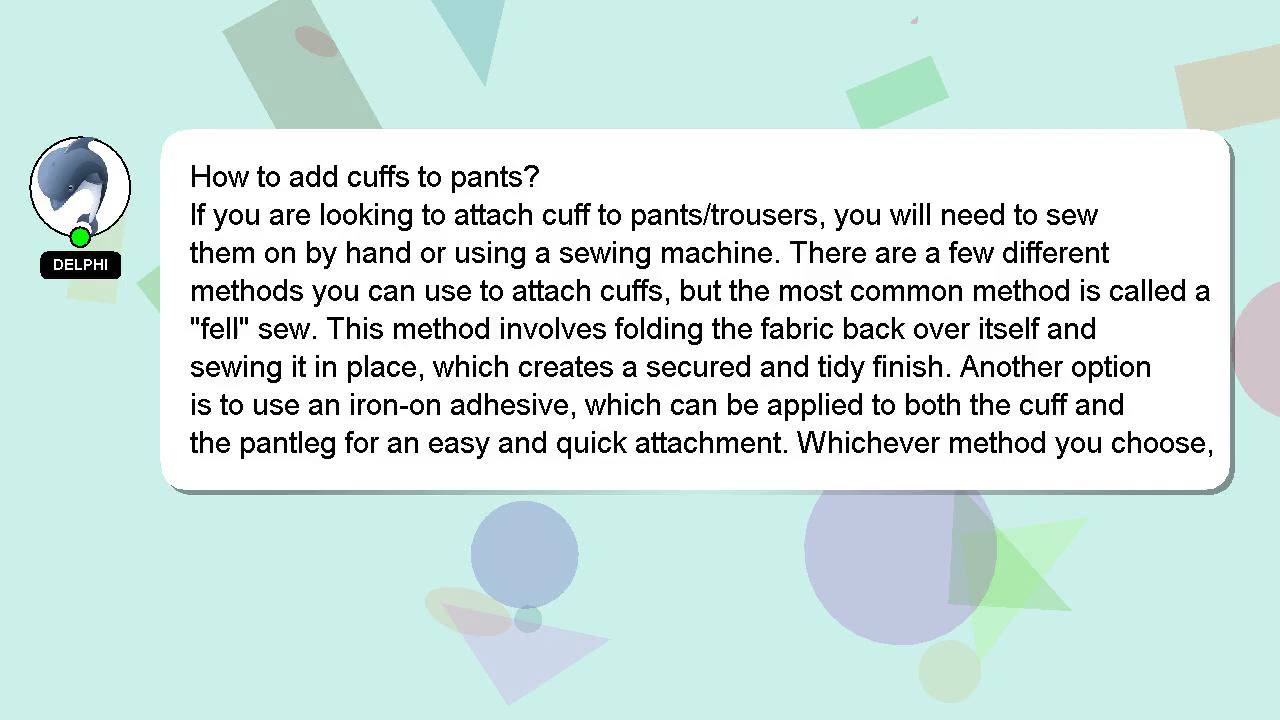 DELPHI
How to add cuffs to pants?
If you are looking to attach cuff to pants/trousers, you will need to sew
them on by hand or using a sewing machine. There are a few different
methods you can use to attach cuffs, but the most common method is called a
"fell" sew. This method involves folding the fabric back over itself and
sewing it in place, which creates a secured and tidy finish. Another option
is to use an iron-on adhesive, which can be applied to both the cuff and
the pantleg for an easy and quick attachment. Whichever method you choose,